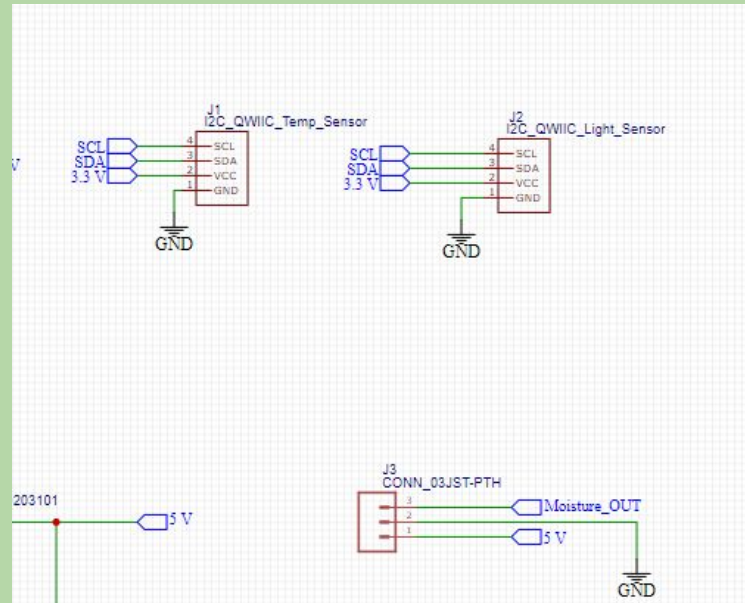 J1
I2C_QWIIC_Temp_Sensor
SCL 4 SCL
SDA 3 SDA
3.3 V 2 VCC
1 GND
GND
J2
I2C_QWIIC_Light_Sensor
SCL 4 SCL
SDA 3 SDA
3.3 V 2 VCC
1 GND
GND
V
203101
5 V
J3
CONN_03JST-PTH
3 Moisture_OUT
2
1 5 V
GND